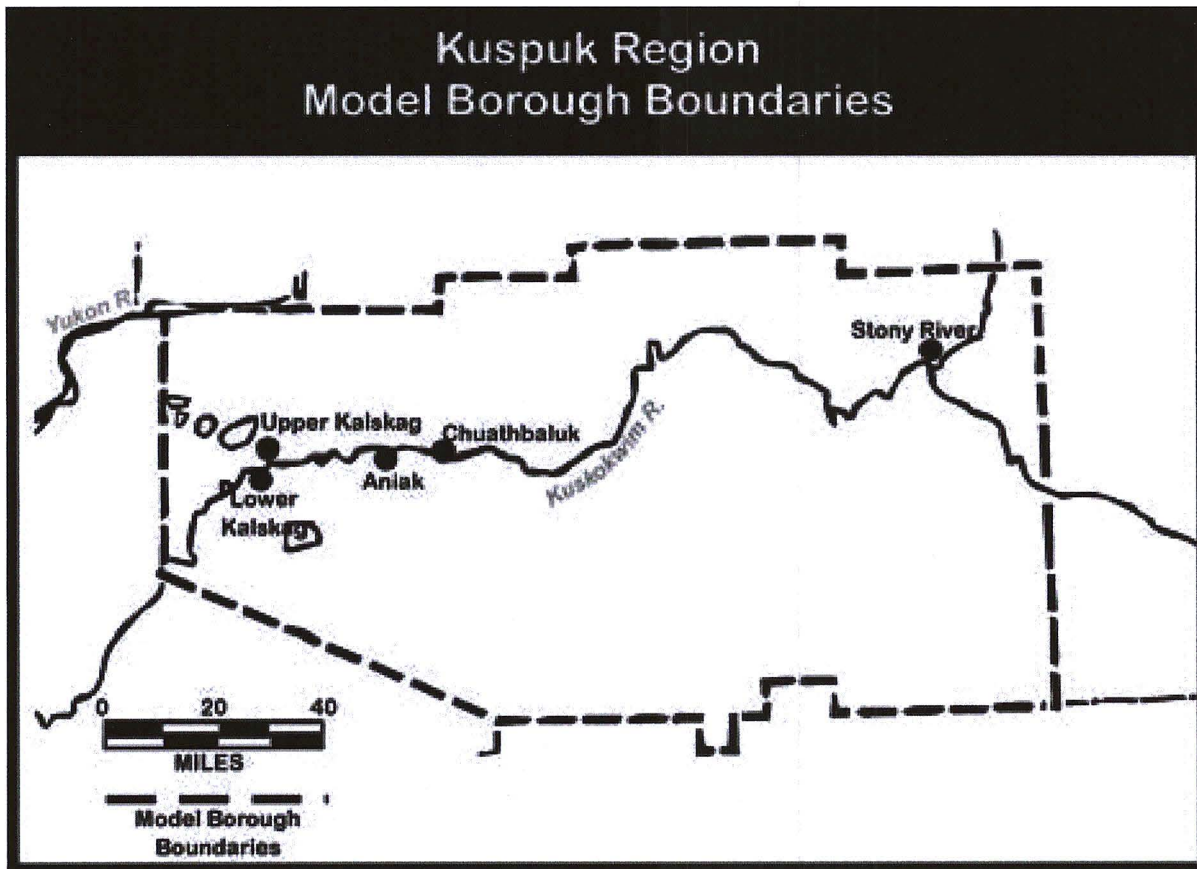 Kuspuk Region
Model Borough Boundaries
Yukon R.
Stony River
Upper Kalskag
Chuathbaluk
Kuskokwim R.
Aniak
Lower
Kalskag
0 20 40
MILES
Model Borough
Boundaries